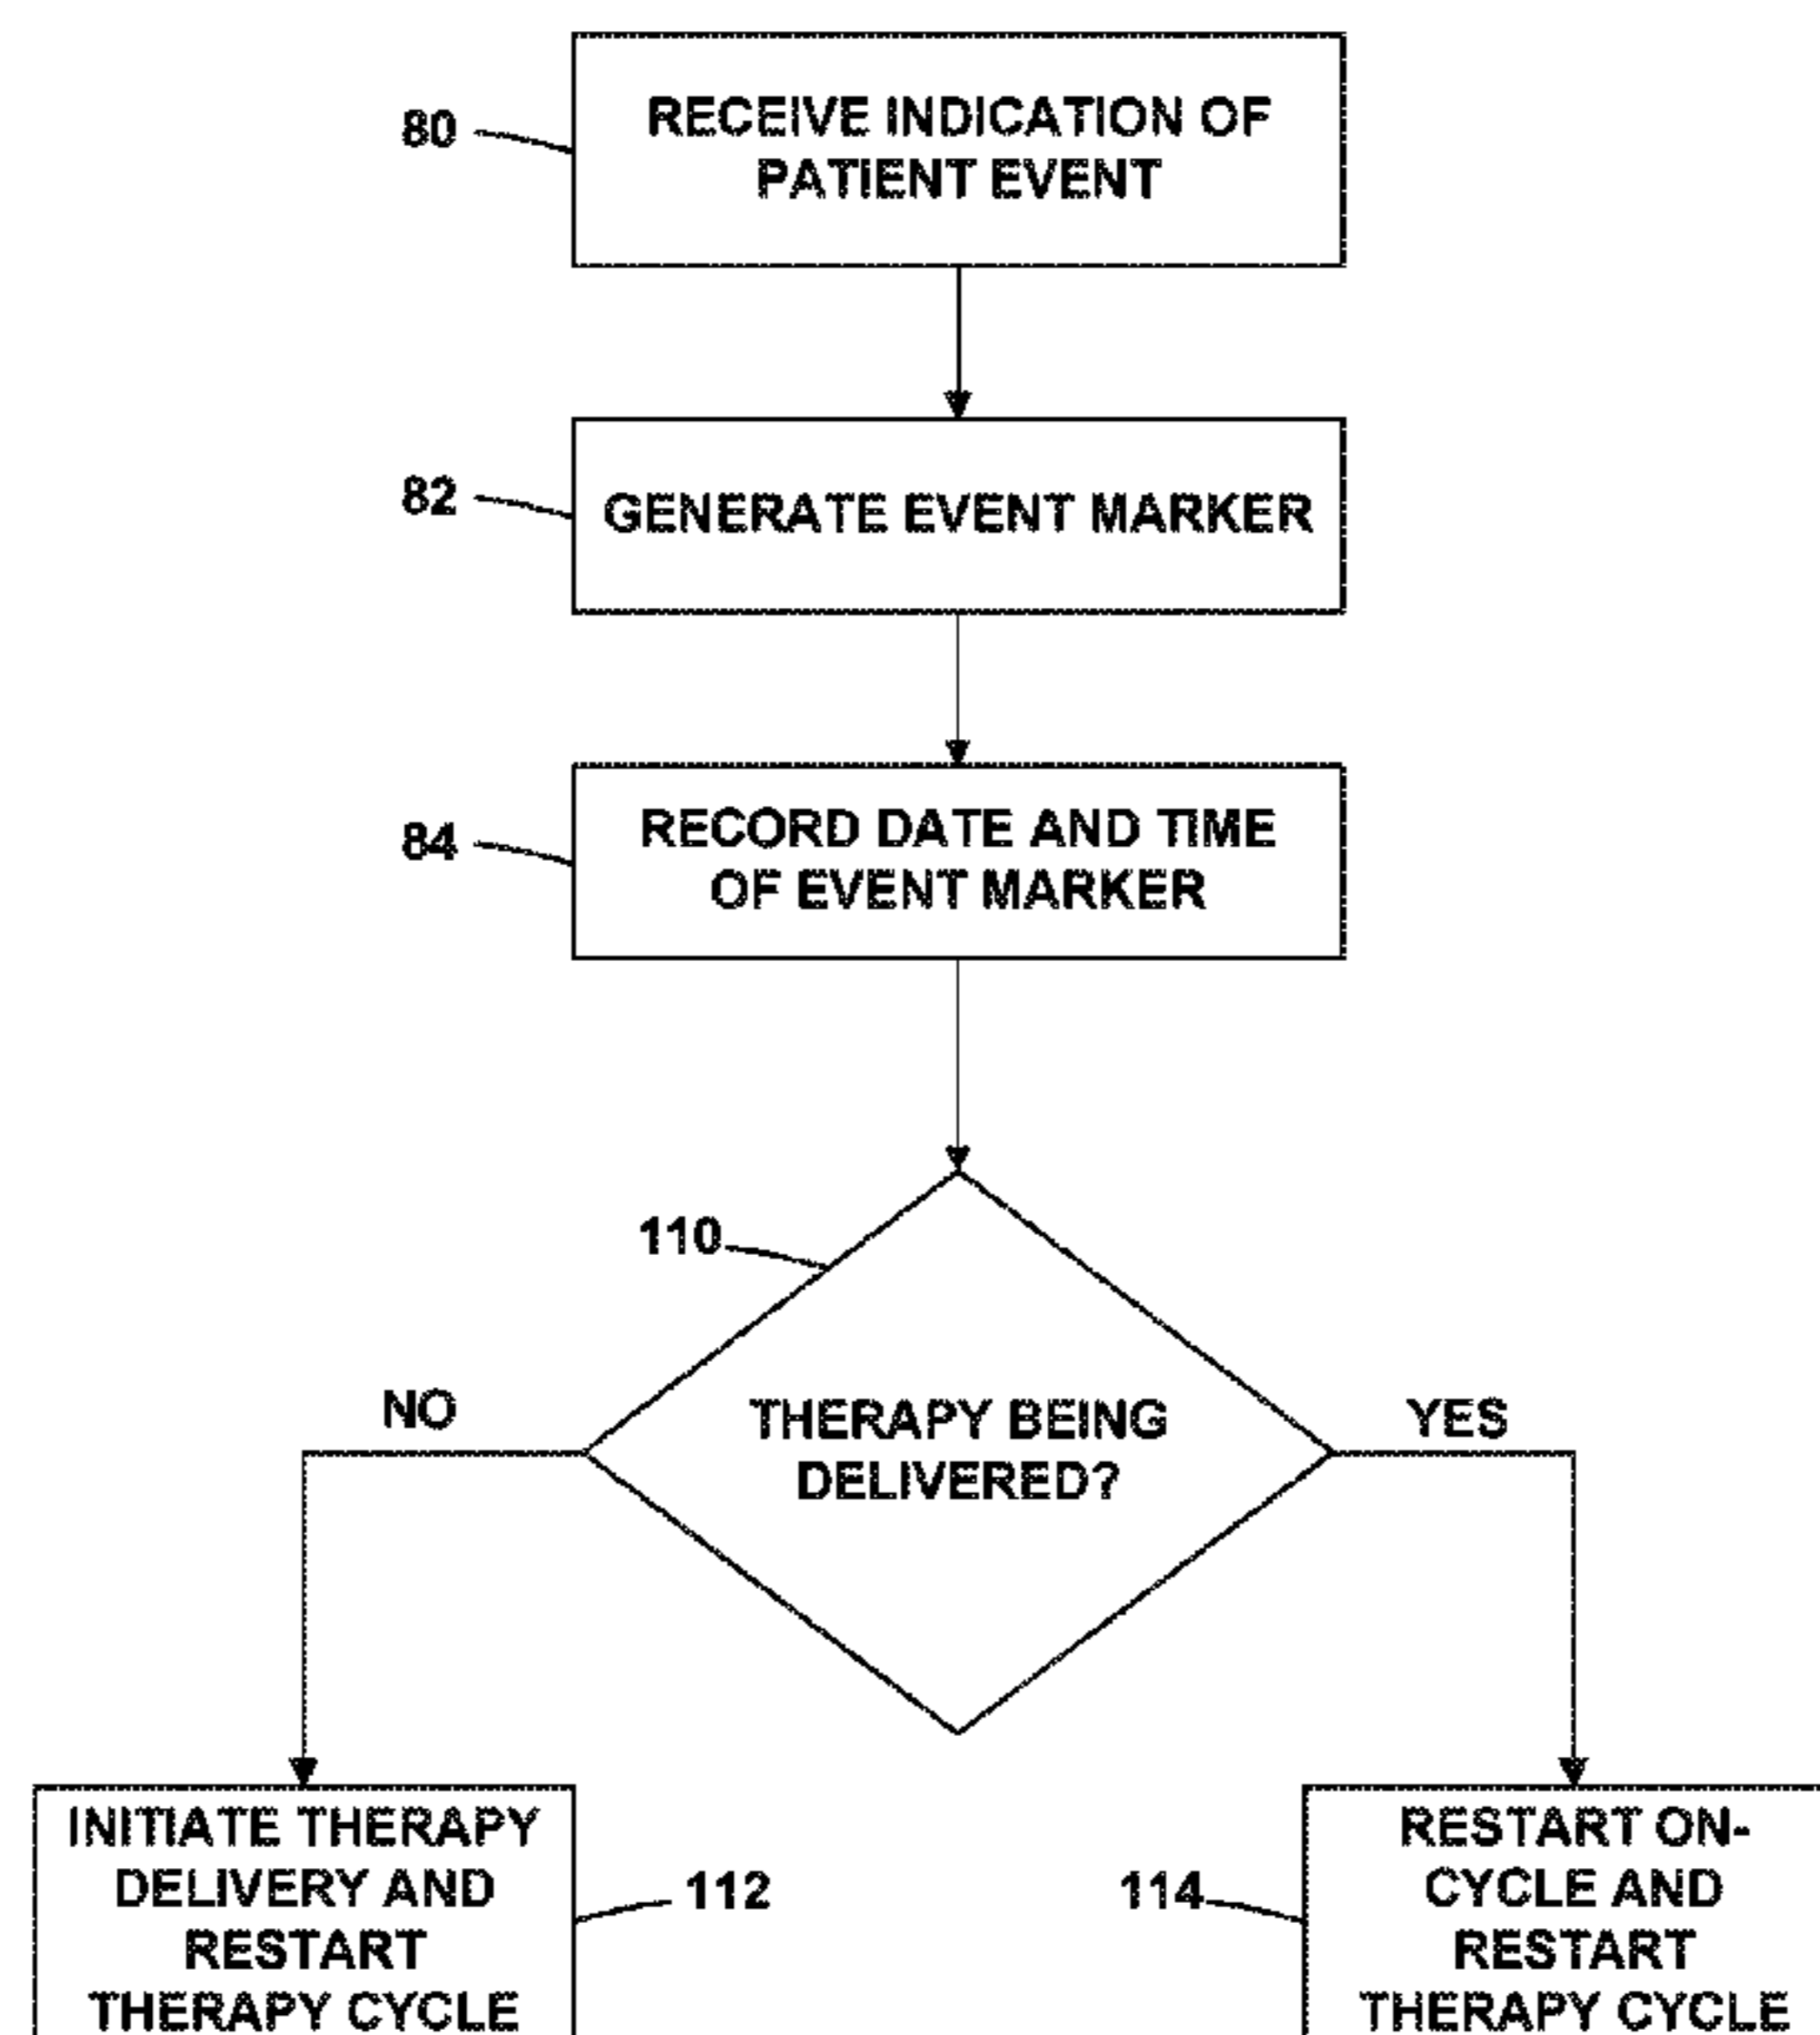 80
RECEIVE INDICATION OF
PATIENT EVENT
82
GENERATE EVENT MARKER
84
RECORD DATE AND TIME
OF EVENT MARKER
110
NO
THERAPY BEING
DELIVERED?
YES
INITIATE THERAPY
DELIVERY AND
RESTART
THERAPY CYCLE
112
114
RESTART ON-
CYCLE AND
RESTART
THERAPY CYCLE